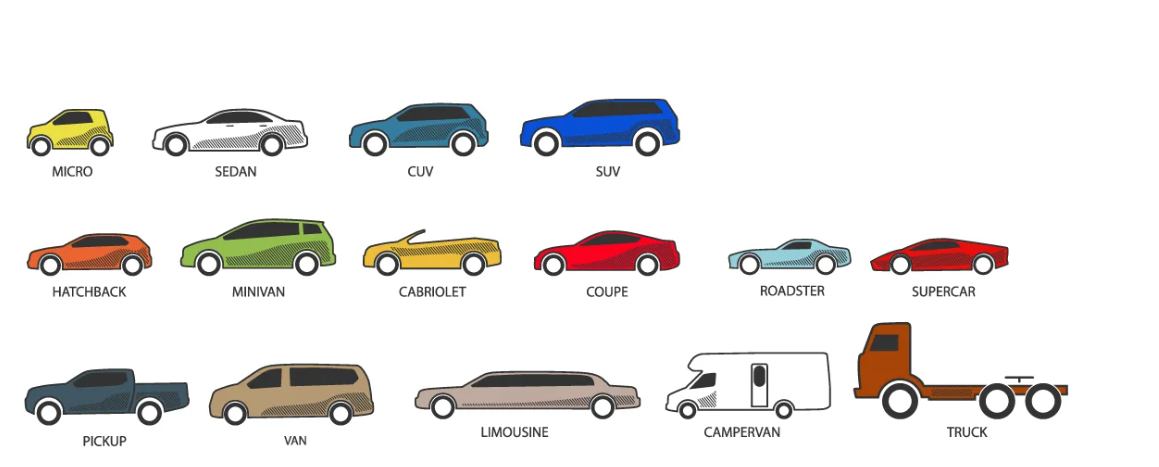 MICRO
SEDAN
CUV
SUV
HATCHBACK
MINIVAN
CABRIOLET
COUPE
ROADSTER
SUPERCAR
PICKUP
VAN
LIMOUSINE
CAMPERVAN
TRUCK